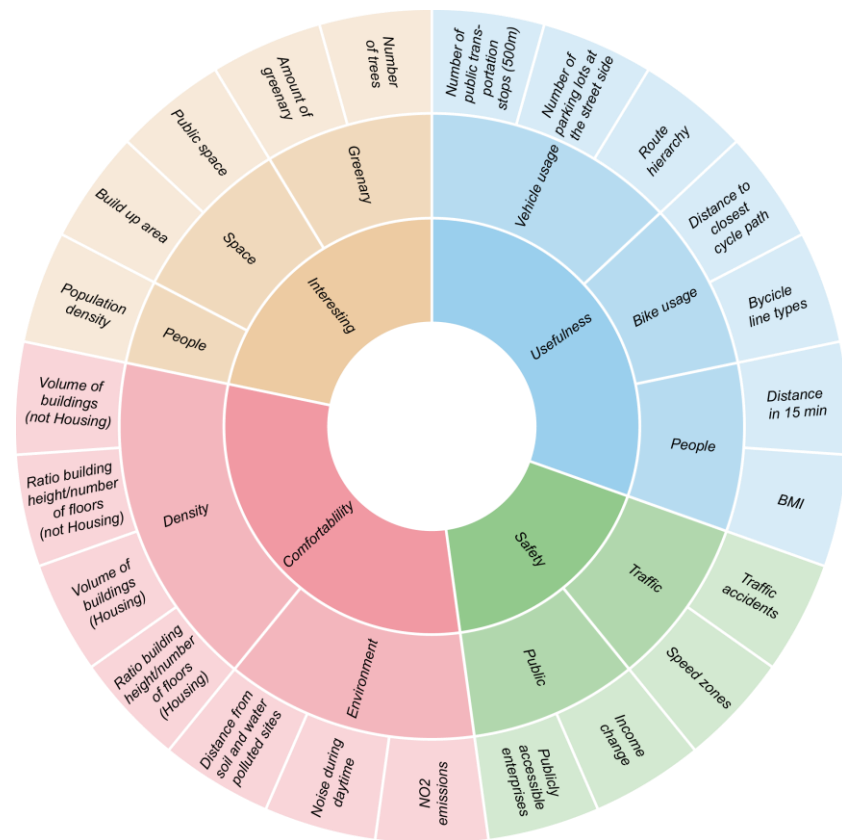 Number of
public trans-
portation
stops (500m)
Number of
parking lots at
the street side
Route
hierarchy
Distance to
closest
cycle path
Bycicle
line types
Distance
in 15 min
BMI
Traffic
accidents
Speed zones
Income
change
Publicly
accessible
enterprises
NO2
emissions
Noise during
daytime
Distance from
soil and water
polluted sites
Ratio building
height/number
of floors
(Housing)
Volume of
buildings
(Housing)
Ratio building
height/number
of floors
(not Housing)
Volume of
buildings
(not Housing)
Population
density
Build up area
Public space
Amount of
greenary
Number
of trees
Vehicle usage
Bike usage
People
Traffic
Public
Environment
Density
People
Space
Greenary
Usefulness
Safety
Comfortablility
Interesting